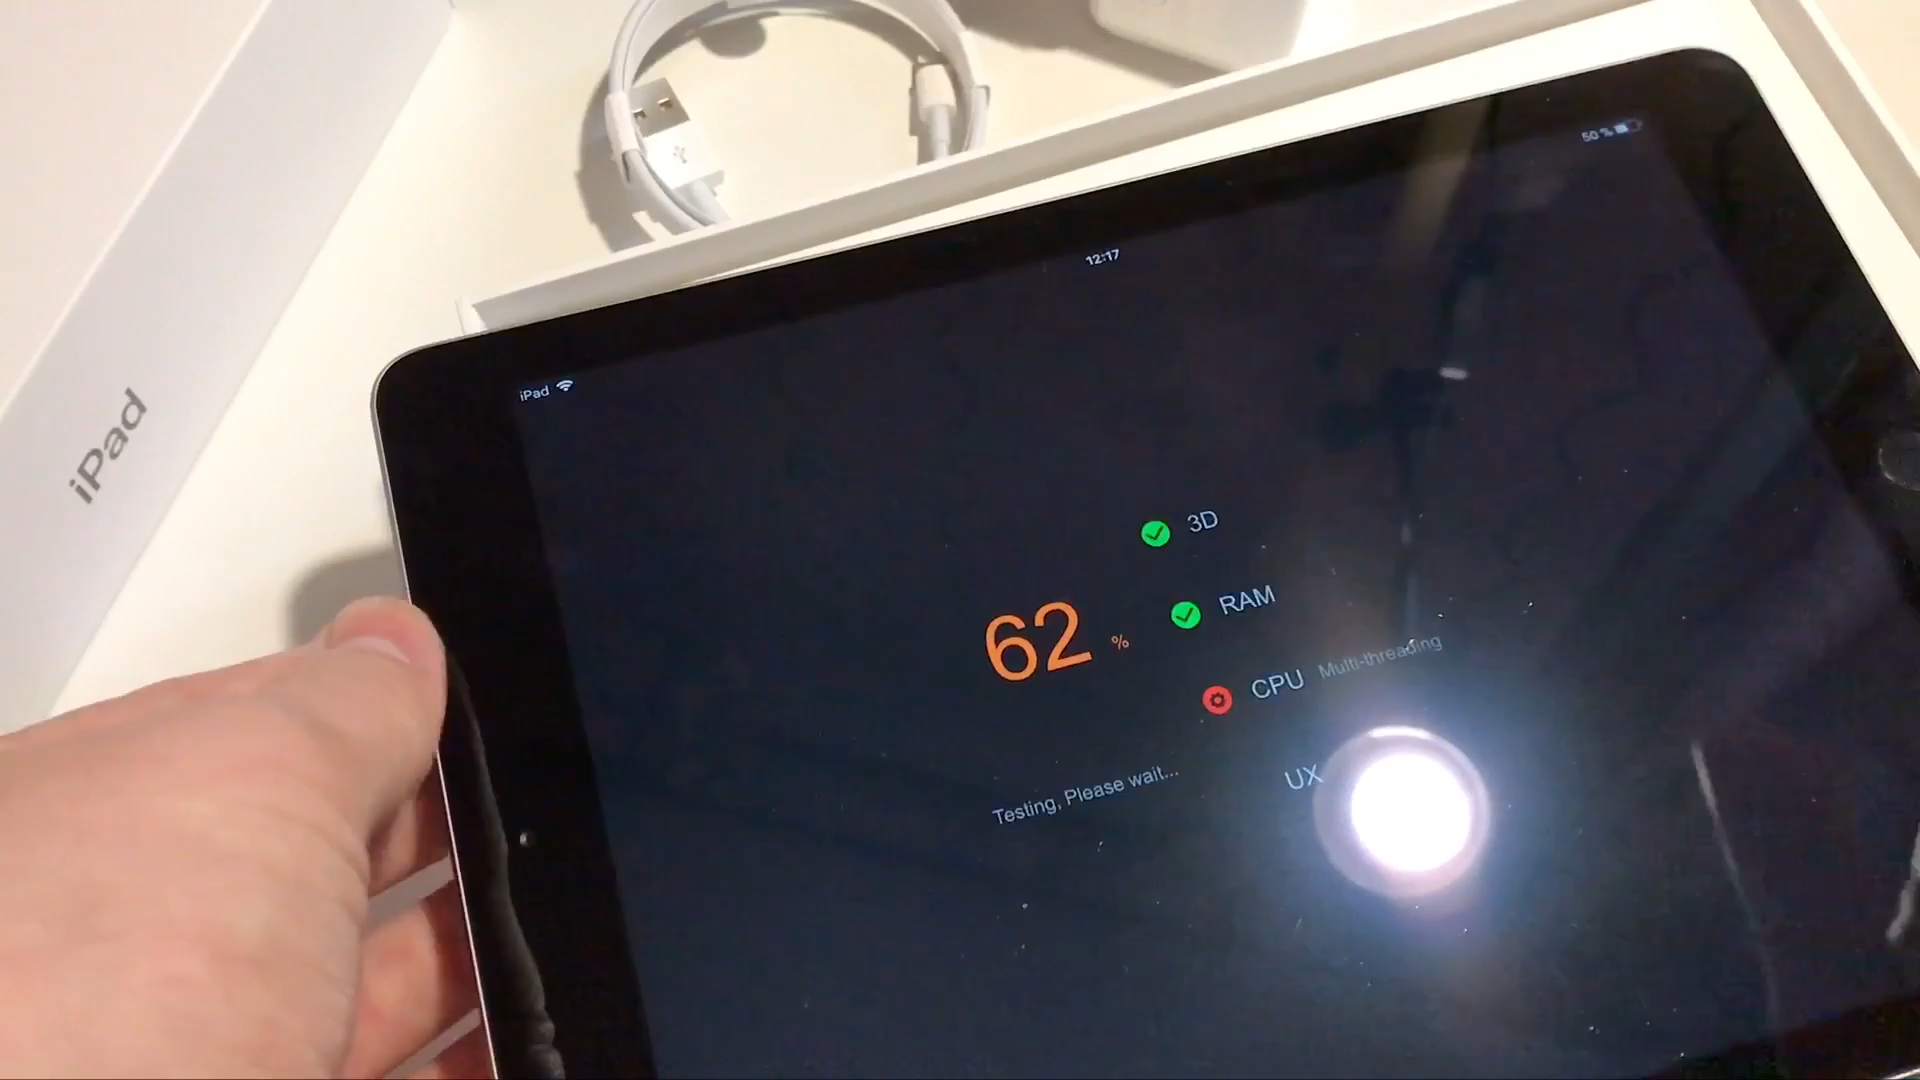 iPad
50 %
12:17
iPad
3D
62 %
RAM
CPU Multi-threading
Testing, Please wait...
UX